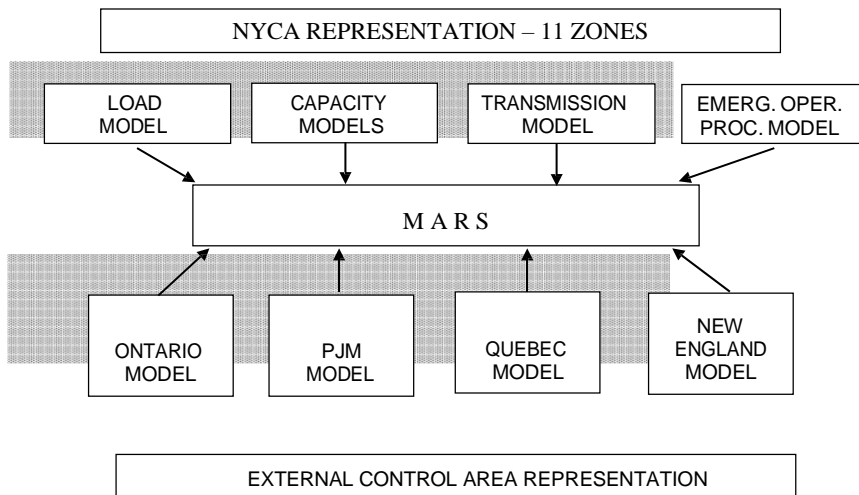 NYCA REPRESENTATION – 11 ZONES
LOAD
MODEL
CAPACITY
MODELS
TRANSMISSION
MODEL
EMERG. OPER.
PROC. MODEL
M A R S
ONTARIO
MODEL
PJM
MODEL
QUEBEC
MODEL
NEW
ENGLAND
MODEL
EXTERNAL CONTROL AREA REPRESENTATION